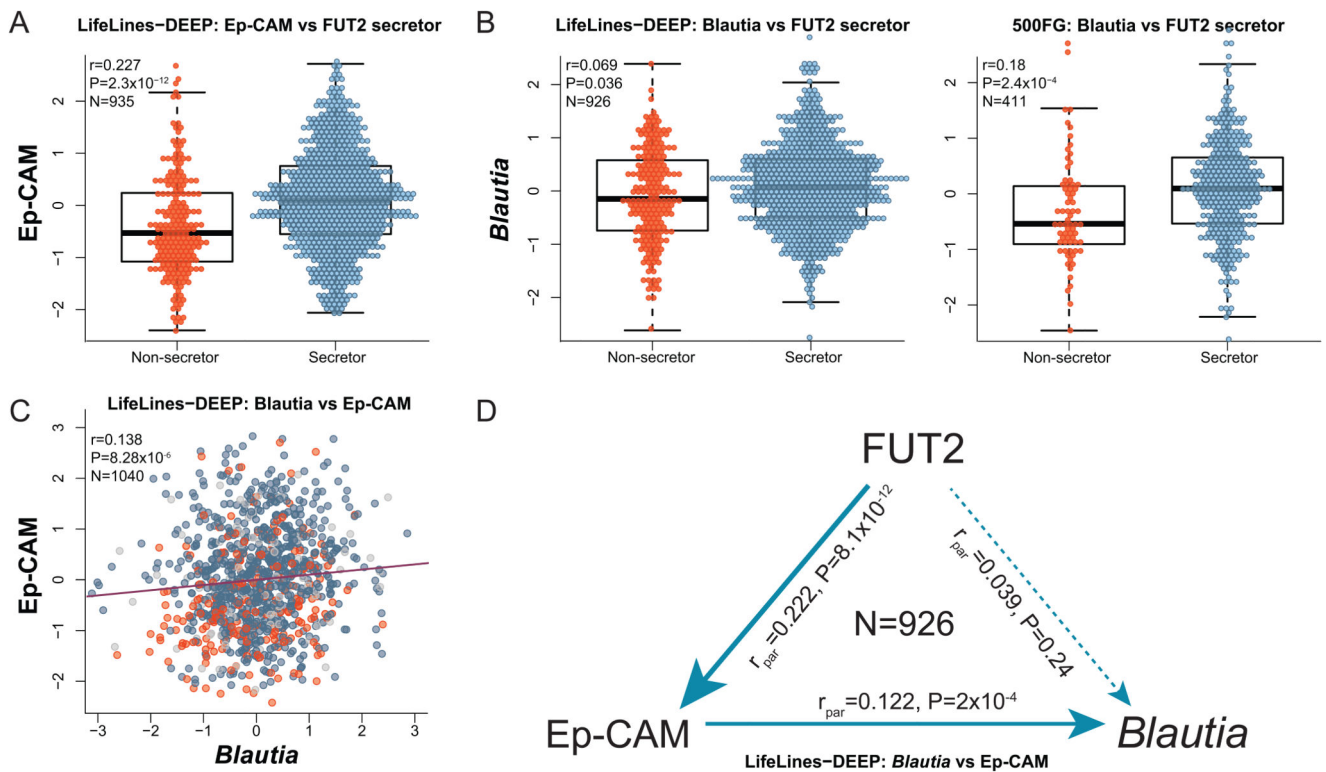 A
LifeLines-DEEP: Ep-CAM vs FUT2 secretor
r=0.227
P=2.3x10⁻¹²
N=935
Ep-CAM
2
1
0
-1
-2
Non-secretor
Secretor
B
LifeLines-DEEP: Blautia vs FUT2 secretor
r=0.069
P=0.036
N=926
Blautia
2
1
0
-1
-2
Non-secretor
Secretor
500FG: Blautia vs FUT2 secretor
r=0.18
P=2.4x10⁻⁴
N=411
2
1
0
-1
-2
Non-secretor
Secretor
C
LifeLines-DEEP: Blautia vs Ep-CAM
r=0.138
P=8.28x10⁻⁶
N=1040
Ep-CAM
3
2
1
0
-1
-2
-3
-2
-1
0
1
2
3
Blautia
D
FUT2
r par =0.222, P=8.1x10⁻¹²
r par =0.039, P=0.24
N=926
r par =0.122, P=2x10⁻⁴
Ep-CAM
Blautia
LifeLines-DEEP: Blautia vs Ep-CAM